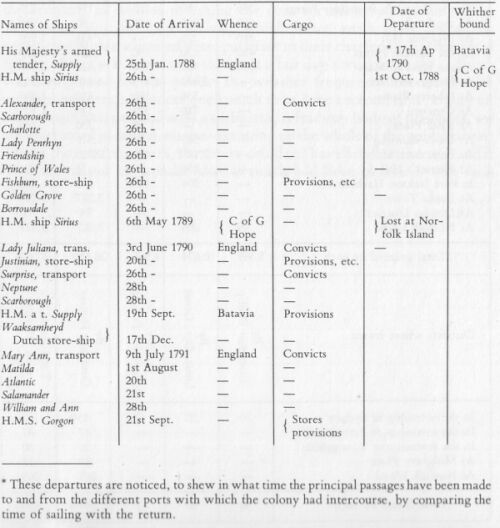 Names of Ships | Date of Arrival | Whence | Cargo | Date of Departure | Whither bound
His Majesty's armed
tender, Supply } | 25th Jan. 1788 | England | | { * 17th Ap 1790 | Batavia
H.M. ship Sirius | 26th - | — | | 1st Oct. 1788 | { C of G Hope
Alexander, transport | 26th - | — | Convicts
Scarborough | 26th - | — | —
Charlotte | 26th - | — | —
Lady Penrhyn | 26th - | — | —
Friendship | 26th - | — | —
Prince of Wales | 26th - | — | — | —
Fishburn, store-ship | 26th - | — | Provisions, etc
Golden Grove | 26th - | — | — | —
Borrowdale | 26th - | — | —
H.M. ship Sirius | 6th May 1789 | { C of G Hope | — | } Lost at Nor-folk Island
Lady Juliana, trans. | 3rd June 1790 | England | Convicts | —
Justinian, store-ship | 20th - | — | Provisions, etc.
Surprise, transport | 26th - | — | Convicts
Neptune | 28th | — | —
Scarborough | 28th - | — | —
H.M. a t. Supply | 19th Sept. | Batavia | Provisions
Waaksamheyd
Dutch store-ship } | 17th Dec. | — | —
Mary Ann, transport | 9th July 1791 | England | Convicts
Matilda | 1st August | — | —
Atlantic | 20th | — | —
Salamander | 21st | — | —
William and Ann | 28th | — | —
H.M.S. Gorgon | 21st Sept. | — | { Stores provisions
* These departures are noticed, to shew in what time the principal passages have been made
to and from the different ports with which the colony had intercourse, by comparing the
time of sailing with the return.